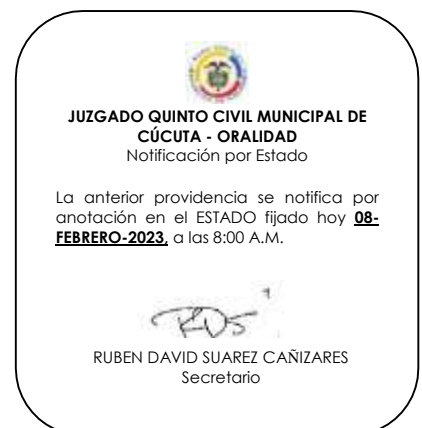 JUZGADO QUINTO CIVIL MUNICIPAL DE
CÚCUTA - ORALIDAD
Notificación por Estado
La anterior providencia se notifica por
anotación en el ESTADO fijado hoy 08-
FEBRERO-2023, a las 8:00 A.M.
RDS
RUBEN DAVID SUAREZ CAÑIZARES
Secretario